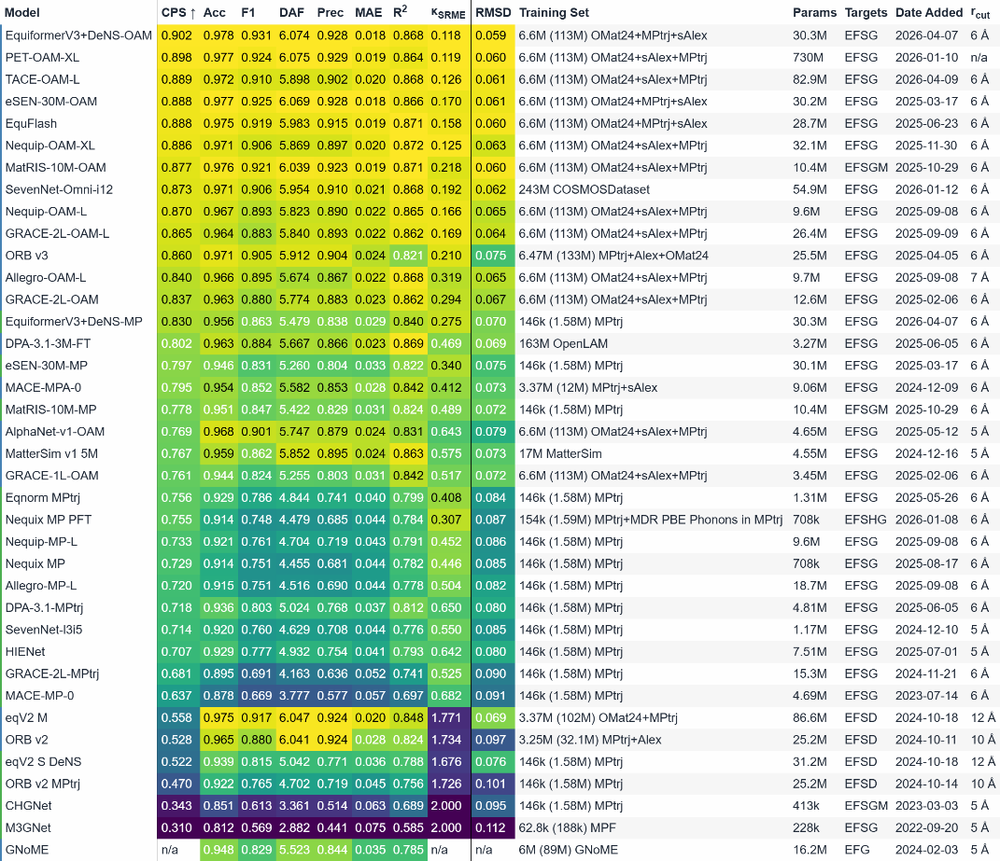 Model CPS ↑ Acc F1 DAF Prec MAE R² κSRME RMSD Training Set Params Targets Date Added rcut
EquiformerV3+DeNS-OAM 0.902 0.978 0.931 6.074 0.928 0.018 0.868 0.118 0.059 6.6M (113M) OMat24+MPtrj+sAlex 30.3M EFSG 2026-04-07 6 Å
PET-OAM-XL 0.898 0.977 0.924 6.075 0.929 0.019 0.864 0.119 0.060 6.6M (113M) OMat24+sAlex+MPtrj 730M EFSG 2026-01-10 n/a
TACE-OAM-L 0.889 0.972 0.910 5.898 0.902 0.020 0.868 0.126 0.061 6.6M (113M) OMat24+sAlex+MPtrj 82.9M EFSG 2026-04-09 6 Å
eSEN-30M-OAM 0.888 0.977 0.925 6.069 0.928 0.018 0.866 0.170 0.061 6.6M (113M) OMat24+MPtrj+sAlex 30.2M EFSG 2025-03-17 6 Å
EquFlash 0.888 0.975 0.919 5.983 0.915 0.019 0.871 0.158 0.060 6.6M (113M) OMat24+MPtrj+sAlex 28.7M EFSG 2025-06-23 6 Å
Nequip-OAM-XL 0.886 0.971 0.906 5.869 0.897 0.020 0.872 0.125 0.063 6.6M (113M) OMat24+sAlex+MPtrj 32.1M EFSG 2025-11-30 6 Å
MatRIS-10M-OAM 0.877 0.976 0.921 6.039 0.923 0.019 0.871 0.218 0.060 6.6M (113M) OMat24+sAlex+MPtrj 10.4M EFSGM 2025-10-29 6 Å
SevenNet-Omni-i12 0.873 0.971 0.906 5.954 0.910 0.021 0.868 0.192 0.062 243M COSMOSDataset 54.9M EFSG 2026-01-12 6 Å
Nequip-OAM-L 0.870 0.967 0.893 5.823 0.890 0.022 0.865 0.166 0.065 6.6M (113M) OMat24+sAlex+MPtrj 9.6M EFSG 2025-09-08 6 Å
GRACE-2L-OAM-L 0.865 0.964 0.883 5.840 0.893 0.022 0.862 0.169 0.064 6.6M (113M) OMat24+sAlex+MPtrj 26.4M EFSG 2025-09-09 6 Å
ORB v3 0.860 0.971 0.905 5.912 0.904 0.024 0.821 0.210 0.075 6.47M (133M) MPtrj+Alex+OMat24 25.5M EFSG 2025-04-05 6 Å
Allegro-OAM-L 0.840 0.966 0.895 5.674 0.867 0.022 0.868 0.319 0.065 6.6M (113M) OMat24+sAlex+MPtrj 9.7M EFSG 2025-09-08 7 Å
GRACE-2L-OAM 0.837 0.963 0.880 5.774 0.883 0.023 0.862 0.294 0.067 6.6M (113M) OMat24+sAlex+MPtrj 12.6M EFSG 2025-02-06 6 Å
EquiformerV3+DeNS-MP 0.830 0.956 0.863 5.479 0.838 0.029 0.840 0.275 0.070 146k (1.58M) MPtrj 30.3M EFSG 2026-04-07 6 Å
DPA-3.1-3M-FT 0.802 0.963 0.884 5.667 0.866 0.023 0.869 0.469 0.069 163M OpenLAM 3.27M EFSG 2025-06-05 6 Å
eSEN-30M-MP 0.797 0.946 0.831 5.260 0.804 0.033 0.822 0.340 0.075 146k (1.58M) MPtrj 30.1M EFSG 2025-03-17 6 Å
MACE-MPA-0 0.795 0.954 0.852 5.582 0.853 0.028 0.842 0.412 0.073 3.37M (12M) MPtrj+sAlex 9.06M EFSG 2024-12-09 6 Å
MatRIS-10M-MP 0.778 0.951 0.847 5.422 0.829 0.031 0.824 0.489 0.072 146k (1.58M) MPtrj 10.4M EFSGM 2025-10-29 6 Å
AlphaNet-v1-OAM 0.769 0.968 0.901 5.747 0.879 0.024 0.831 0.643 0.079 6.6M (113M) OMat24+sAlex+MPtrj 4.65M EFSG 2025-05-12 5 Å
MatterSim v1 5M 0.767 0.959 0.862 5.852 0.895 0.024 0.863 0.575 0.073 17M MatterSim 4.55M EFSG 2024-12-16 5 Å
GRACE-1L-OAM 0.761 0.944 0.824 5.255 0.803 0.031 0.842 0.517 0.072 6.6M (113M) OMat24+sAlex+MPtrj 3.45M EFSG 2025-02-06 6 Å
Eqnorm MPtrj 0.756 0.929 0.786 4.844 0.741 0.040 0.799 0.408 0.084 146k (1.58M) MPtrj 1.31M EFSG 2025-05-26 6 Å
Nequix MP PFT 0.755 0.914 0.748 4.479 0.685 0.044 0.784 0.307 0.087 154k (1.59M) MPtrj+MDR PBE Phonons in MPtrj 708k EFSHG 2026-01-08 6 Å
Nequip-MP-L 0.733 0.921 0.761 4.704 0.719 0.043 0.791 0.452 0.086 146k (1.58M) MPtrj 9.6M EFSG 2025-09-08 6 Å
Nequix MP 0.729 0.914 0.751 4.455 0.681 0.044 0.782 0.446 0.085 146k (1.58M) MPtrj 708k EFSG 2025-08-17 6 Å
Allegro-MP-L 0.720 0.915 0.751 4.516 0.690 0.044 0.778 0.504 0.082 146k (1.58M) MPtrj 18.7M EFSG 2025-09-08 6 Å
DPA-3.1-MPtrj 0.718 0.936 0.803 5.024 0.768 0.037 0.812 0.650 0.080 146k (1.58M) MPtrj 4.81M EFSG 2025-06-05 6 Å
SevenNet-l3i5 0.714 0.920 0.760 4.629 0.708 0.044 0.776 0.550 0.085 146k (1.58M) MPtrj 1.17M EFSG 2024-12-10 5 Å
HIENet 0.707 0.929 0.777 4.932 0.754 0.041 0.793 0.642 0.080 146k (1.58M) MPtrj 7.51M EFSG 2025-07-01 5 Å
GRACE-2L-MPtrj 0.681 0.895 0.691 4.163 0.636 0.052 0.741 0.525 0.090 146k (1.58M) MPtrj 15.3M EFSG 2024-11-21 6 Å
MACE-MP-0 0.637 0.878 0.669 3.777 0.577 0.057 0.697 0.682 0.091 146k (1.58M) MPtrj 4.69M EFSG 2023-07-14 6 Å
eqV2 M 0.558 0.975 0.917 6.047 0.924 0.020 0.848 1.771 0.069 3.37M (102M) OMat24+MPtrj 86.6M EFSD 2024-10-18 12 Å
ORB v2 0.528 0.965 0.880 6.041 0.924 0.028 0.824 1.734 0.097 3.25M (32.1M) MPtrj+Alex 25.2M EFSD 2024-10-11 10 Å
eqV2 S DeNS 0.522 0.939 0.815 5.042 0.771 0.036 0.788 1.676 0.076 146k (1.58M) MPtrj 31.2M EFSD 2024-10-18 12 Å
ORB v2 MPtrj 0.470 0.922 0.765 4.702 0.719 0.045 0.756 1.726 0.101 146k (1.58M) MPtrj 25.2M EFSD 2024-10-14 10 Å
CHGNet 0.343 0.851 0.613 3.361 0.514 0.063 0.689 2.000 0.095 146k (1.58M) MPtrj 413k EFSGM 2023-03-03 5 Å
M3GNet 0.310 0.812 0.569 2.882 0.441 0.075 0.585 2.000 0.112 62.8k (188k) MPF 228k EFSG 2022-09-20 5 Å
GNoME n/a 0.948 0.829 5.523 0.844 0.035 0.785 n/a n/a 6M (89M) GNoME 16.2M EFG 2024-02-03 5 Å